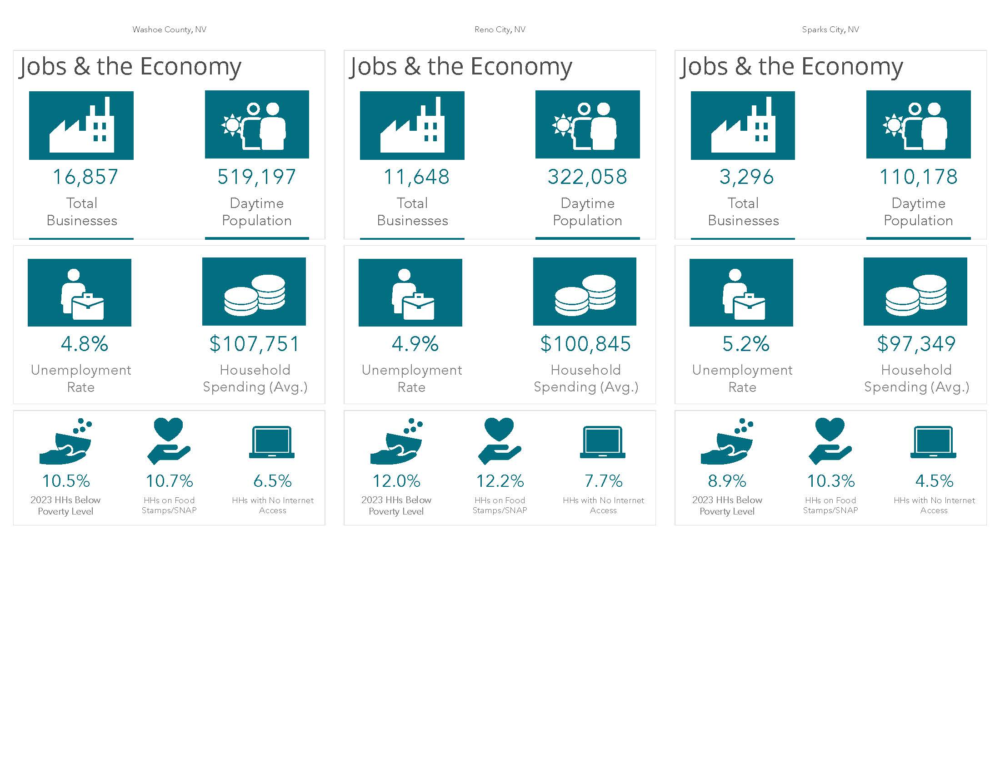 Washoe County, NV
Reno City, NV
Sparks City, NV
Jobs & the Economy
16,857
Total
Businesses
519,197
Daytime
Population
4.8%
Unemployment
Rate
$107,751
Household
Spending (Avg.)
10.5%
2023 HHs Below
Poverty Level
10.7%
HHs on Food
Stamps/SNAP
6.5%
HHs with No Internet
Access
Jobs & the Economy
11,648
Total
Businesses
322,058
Daytime
Population
4.9%
Unemployment
Rate
$100,845
Household
Spending (Avg.)
12.0%
2023 HHs Below
Poverty Level
12.2%
HHs on Food
Stamps/SNAP
7.7%
HHs with No Internet
Access
Jobs & the Economy
3,296
Total
Businesses
110,178
Daytime
Population
5.2%
Unemployment
Rate
$97,349
Household
Spending (Avg.)
8.9%
2023 HHs Below
Poverty Level
10.3%
HHs on Food
Stamps/SNAP
4.5%
HHs with No Internet
Access